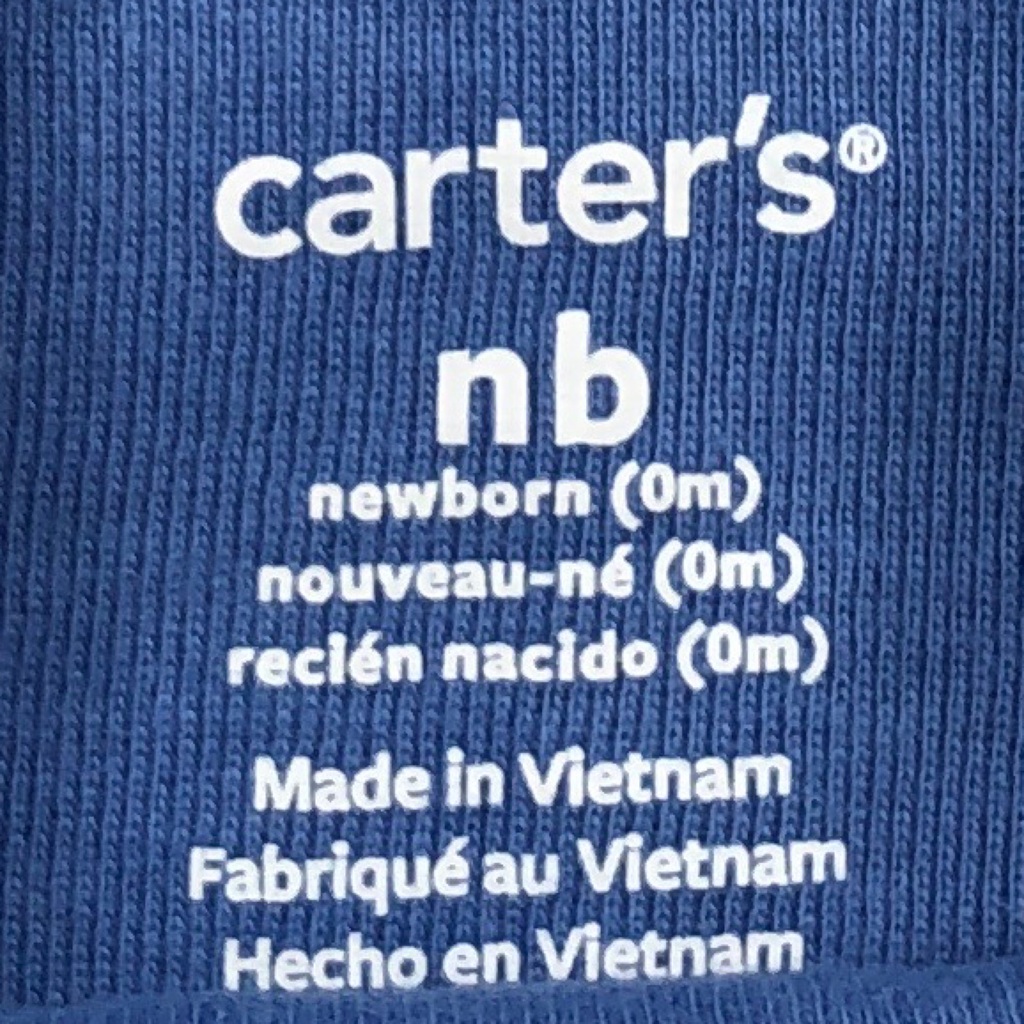 carter's®
nb
newborn (0m)
nouveau-né (0m)
recién nacido (0m)
Made in Vietnam
Fabriqué au Vietnam
Hecho en Vietnam